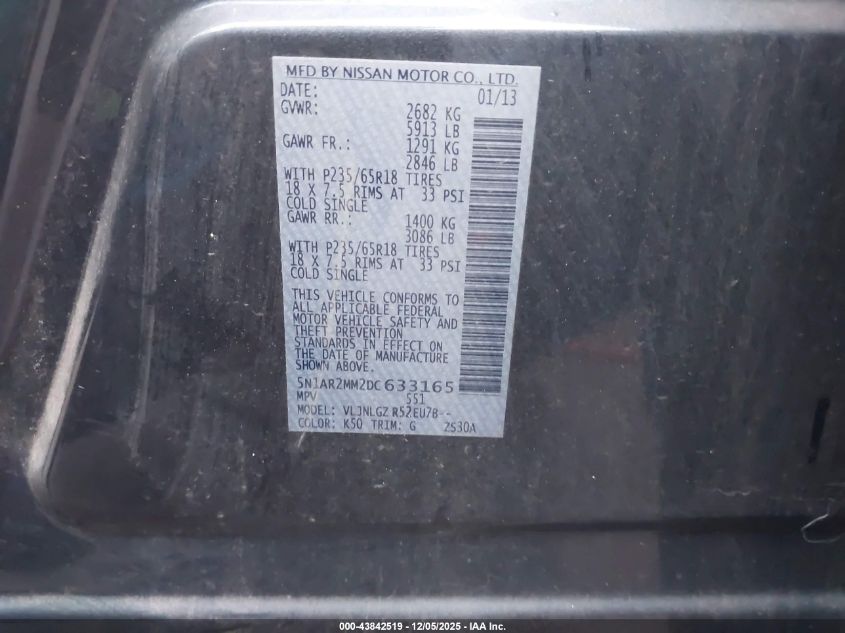 MFD BY NISSAN MOTOR CO., LTD.
DATE: 01/13
GVWR: 2682 KG
5913 LB
GAWR FR.: 1291 KG
2846 LB
WITH P235/65R18 TIRES
18 X 7.5 RIMS AT 33 PSI
COLD SINGLE
GAWR RR.: 1400 KG
3086 LB
WITH P235/65R18 TIRES
18 X 7.5 RIMS AT 33 PSI
COLD SINGLE
THIS VEHICLE CONFORMS TO
ALL APPLICABLE FEDERAL
MOTOR VEHICLE SAFETY AND
THEFT PREVENTION
STANDARDS IN EFFECT ON
THE DATE OF MANUFACTURE
SHOWN ABOVE.
5N1AR2MM2DC633165
MPV 551
MODEL: VLJNLGZ R52EU7B--
COLOR: K50 TRIM: G 2S30A
000-43842519 - 12/05/2025 - IAA Inc.